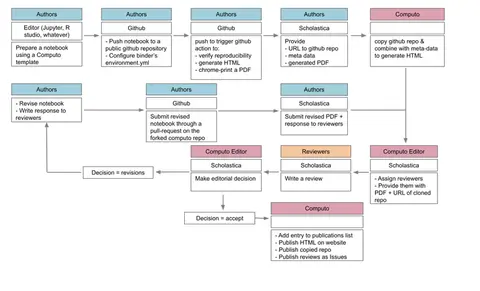 Authors
Editor (Jupyter, R
studio, whatever)
Prepare a notebook
using a Computo
template
Authors
Github
- Push notebook to a
public github repository
- Configure binder's
environment.yml
Authors
Github
push to trigger github
action to:
- verify reproducibility
- generate HTML
- chrome-print a PDF
Authors
Scholastica
Provide
- URL to github repo
- meta-data
- generated PDF
Computo
copy github repo &
combine with meta-data
to generate HTML
Authors
- Revise notebook
- Write response to
reviewers
Authors
Github
Submit revised
notebook through a
pull-request on the
forked computo repo
Authors
Scholastica
Submit revised PDF +
response to reviewers
Computo Editor
Scholastica
- Assign reviewers
- Provide them with
PDF + URL of cloned
repo
Reviewers
Scholastica
Write a review
Computo Editor
Scholastica
Make editorial decision
Decision = revisions
Decision = accept
Computo
- Add entry to publications list
- Publish HTML on website
- Publish copied repo
- Publish reviews as Issues